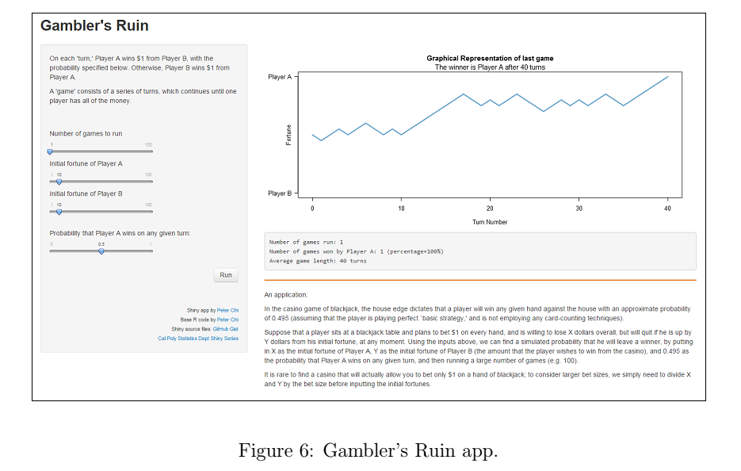 Gambler's Ruin
On each 'turn,' Player A wins $1 from Player B, with the
probability specified below. Otherwise, Player B wins $1 from
Player A.
A 'game' consists of a series of turns, which continues until one
player has all of the money.
Number of games to run
1 100
Initial fortune of Player A
1 10 100
Initial fortune of Player B
1 10 100
Probability that Player A wins on any given turn:
0 0.5 1
Run
Shiny app by Peter Chi
Base R code by Peter Chi
Shiny source files: GitHub Gist
Cal Poly Statistics Dept Shiny Series
Graphical Representation of last game
The winner is Player A after 40 turns
Player A
Fortune
Player B
0 10 20 30 40
Turn Number
Number of games run: 1
Number of games won by Player A: 1 (percentage=100%)
Average game length: 40 turns
An application:
In the casino game of blackjack, the house edge dictates that a player will win any given hand against the house with an approximate probability
of 0.495 (assuming that the player is playing perfect 'basic strategy,' and is not employing any card-counting techniques).
Suppose that a player sits at a blackjack table and plans to bet $1 on every hand, and is willing to lose X dollars overall, but will quit if he is up by
Y dollars from his initial fortune, at any moment. Using the inputs above, we can find a simulated probability that he will leave a winner, by putting
in X as the initial fortune of Player A, Y as the initial fortune of Player B (the amount that the player wishes to win from the casino), and 0.495 as
the probability that Player A wins on any given turn, and then running a large number of games (e.g. 100).
It is rare to find a casino that will actually allow you to bet only $1 on a hand of blackjack; to consider larger bet sizes, we simply need to divide X
and Y by the bet size before inputting the initial fortunes.
Figure 6: Gambler's Ruin app.